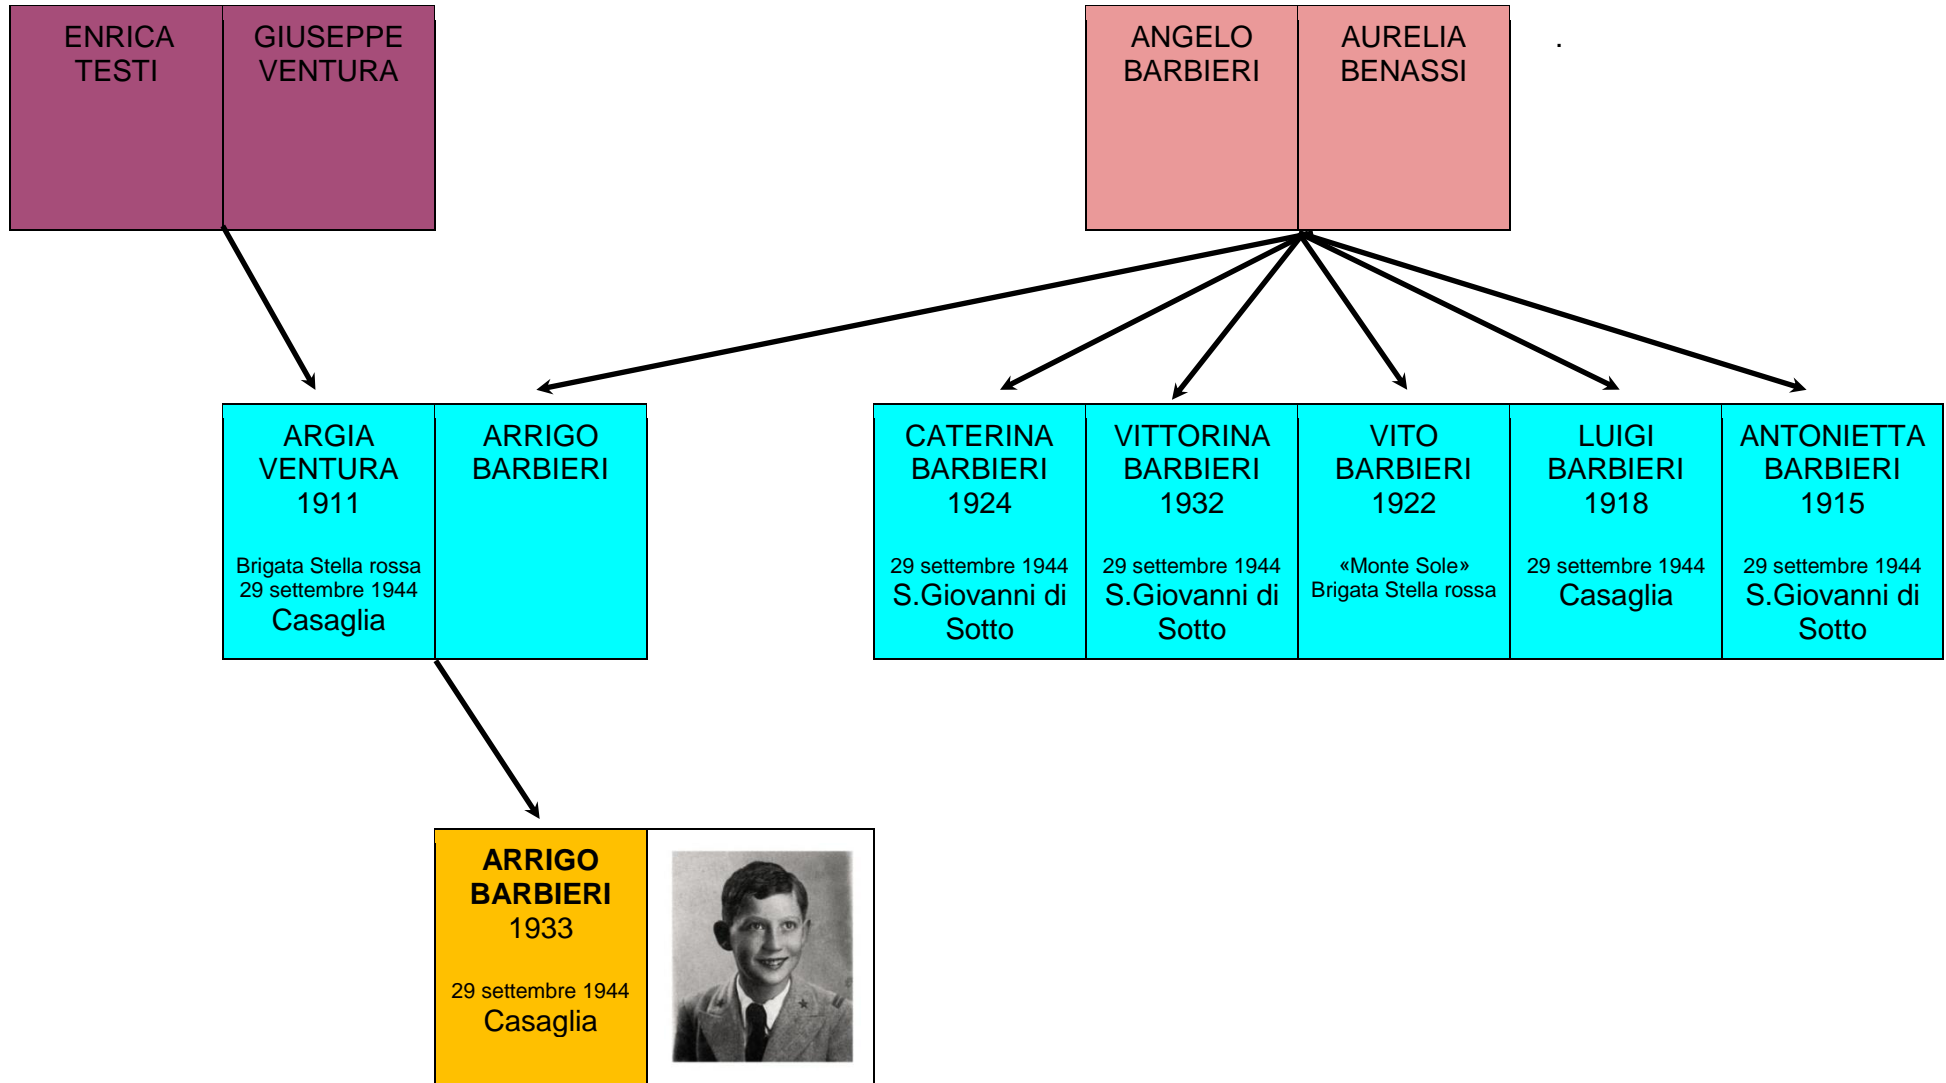 ENRICA
TESTI
GIUSEPPE
VENTURA
ANGELO
BARBIERI
AURELIA
BENASSI
.
ARGIA
VENTURA
1911
Brigata Stella rossa
29 settembre 1944
Casaglia
ARRIGO
BARBIERI
CATERINA
BARBIERI
1924
29 settembre 1944
S.Giovanni di
Sotto
VITTORINA
BARBIERI
1932
29 settembre 1944
S.Giovanni di
Sotto
VITO
BARBIERI
1922
«Monte Sole»
Brigata Stella rossa
LUIGI
BARBIERI
1918
29 settembre 1944
Casaglia
ANTONIETTA
BARBIERI
1915
29 settembre 1944
S.Giovanni di
Sotto
ARRIGO
BARBIERI
1933
29 settembre 1944
Casaglia